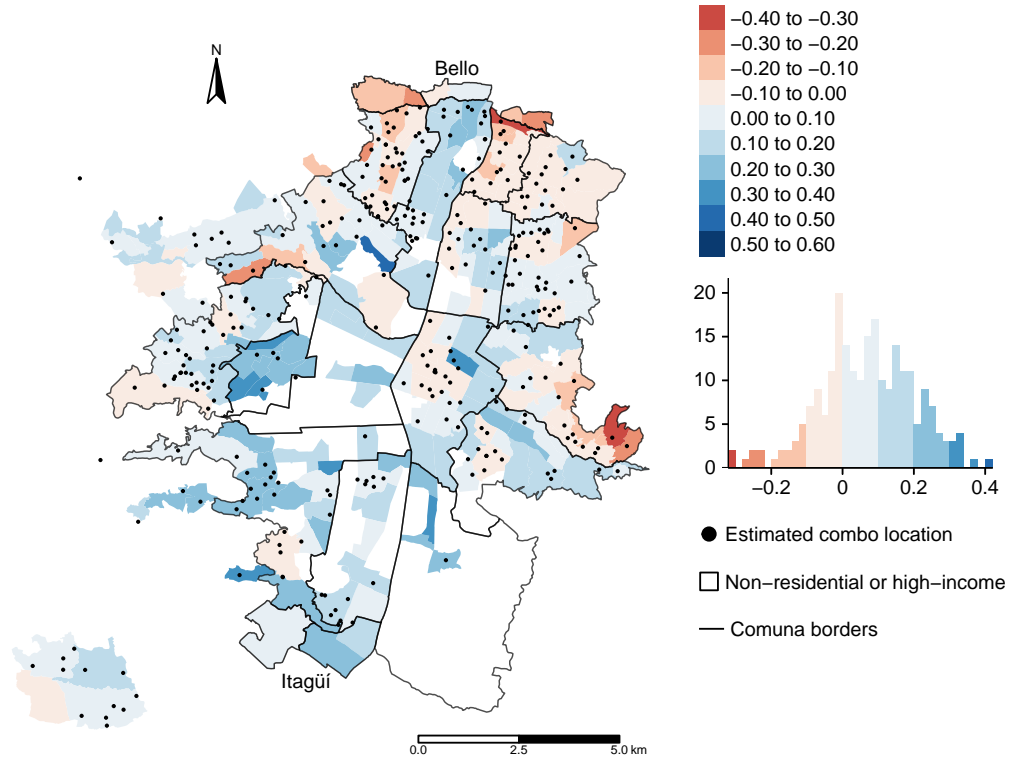 N
Bello
Itagüí
0.0 2.5 5.0 km
−0.40 to −0.30
−0.30 to −0.20
−0.20 to −0.10
−0.10 to 0.00
0.00 to 0.10
0.10 to 0.20
0.20 to 0.30
0.30 to 0.40
0.40 to 0.50
0.50 to 0.60
20
15
10
5
0
−0.2 0 0.2 0.4
Estimated combo location
Non−residential or high−income
Comuna borders